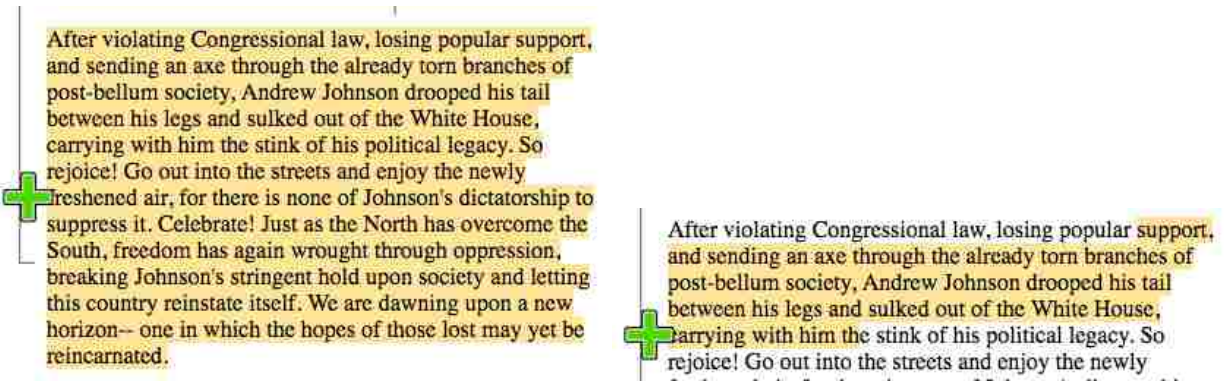 After violating Congressional law, losing popular support,
and sending an axe through the already torn branches of
post-bellum society, Andrew Johnson drooped his tail
between his legs and sulked out of the White House,
carrying with him the stink of his political legacy. So
rejoice! Go out into the streets and enjoy the newly
freshened air, for there is none of Johnson's dictatorship to
suppress it. Celebrate! Just as the North has overcome the
South, freedom has again wrought through oppression,
breaking Johnson's stringent hold upon society and letting
this country reinstate itself. We are dawning upon a new
horizon-- one in which the hopes of those lost may yet be
reincarnated.
After violating Congressional law, losing popular support,
and sending an axe through the already torn branches of
post-bellum society, Andrew Johnson drooped his tail
between his legs and sulked out of the White House,
carrying with him the stink of his political legacy. So
rejoice! Go out into the streets and enjoy the newly